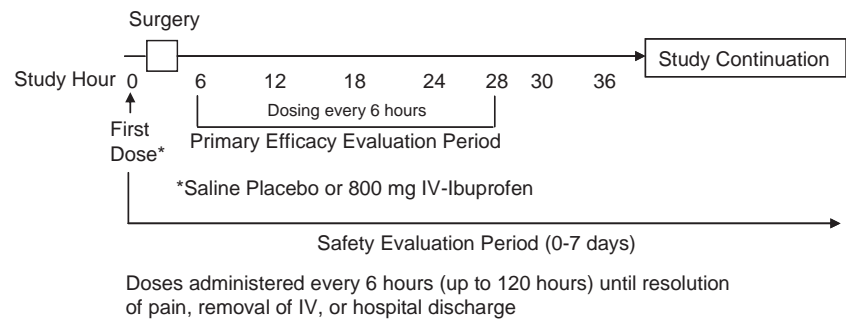 Surgery
Study Continuation
Study Hour 0 6 12 18 24 28 30 36
Dosing every 6 hours
First
Dose*
Primary Efficacy Evaluation Period
*Saline Placebo or 800 mg IV-Ibuprofen
Safety Evaluation Period (0-7 days)
Doses administered every 6 hours (up to 120 hours) until resolution
of pain, removal of IV, or hospital discharge